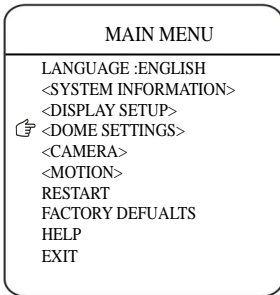 MAIN MENU
LANGUAGE :ENGLISH
<SYSTEM INFORMATION>
<DISPLAY SETUP>
<DOME SETTINGS>
<CAMERA>
<MOTION>
RESTART
FACTORY DEFUALTS
HELP
EXIT